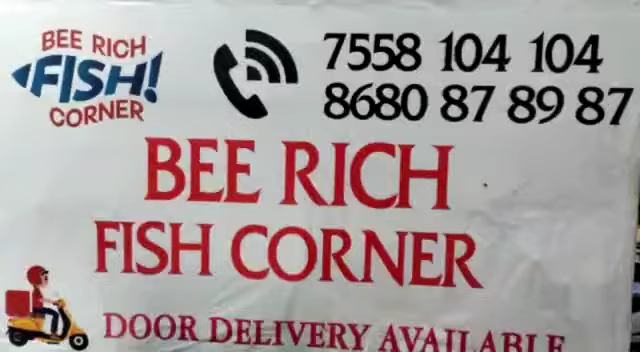 BEE RICH
FISH!
CORNER
7558 104 104
8680 87 89 87
BEE RICH
FISH CORNER
DOOR DELIVERY AVAILABLE